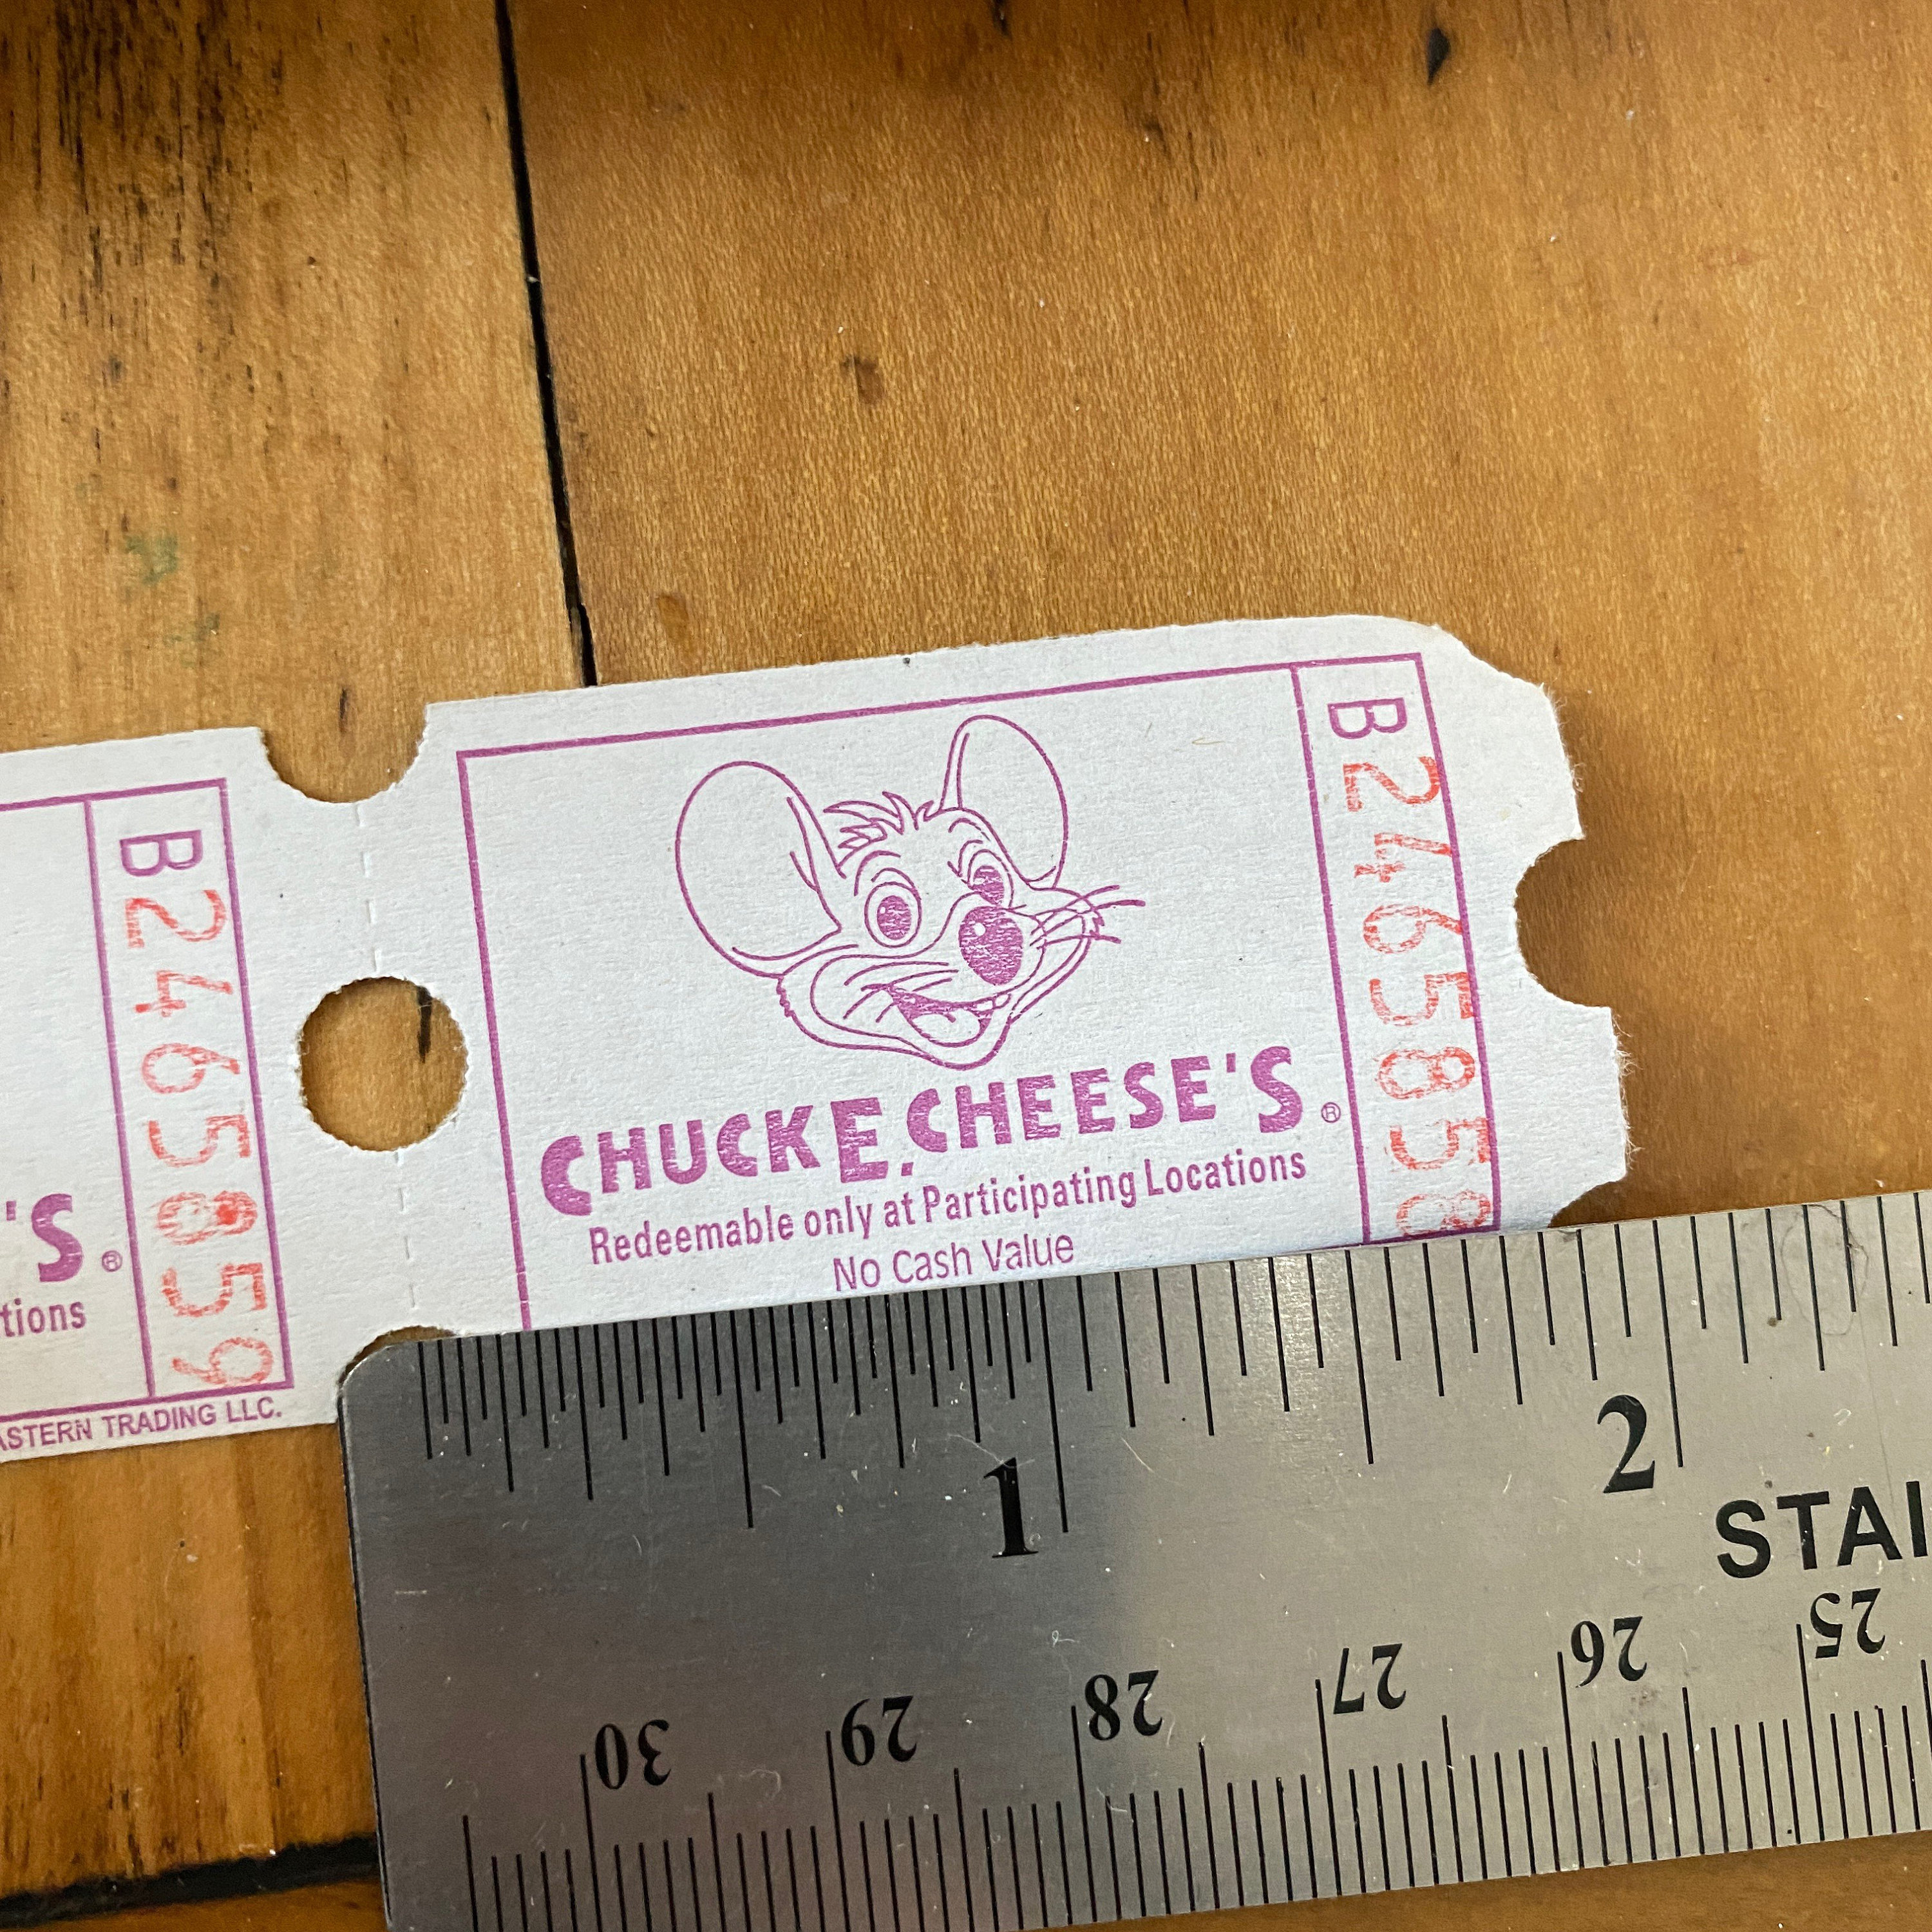 CHUCK E. CHEESE'S®
Redeemable only at Participating Locations
No Cash Value
B246585
B2465859
'S®
tions
ASTERN TRADING LLC.
1
2
STAI
30
29
28
27
26
25